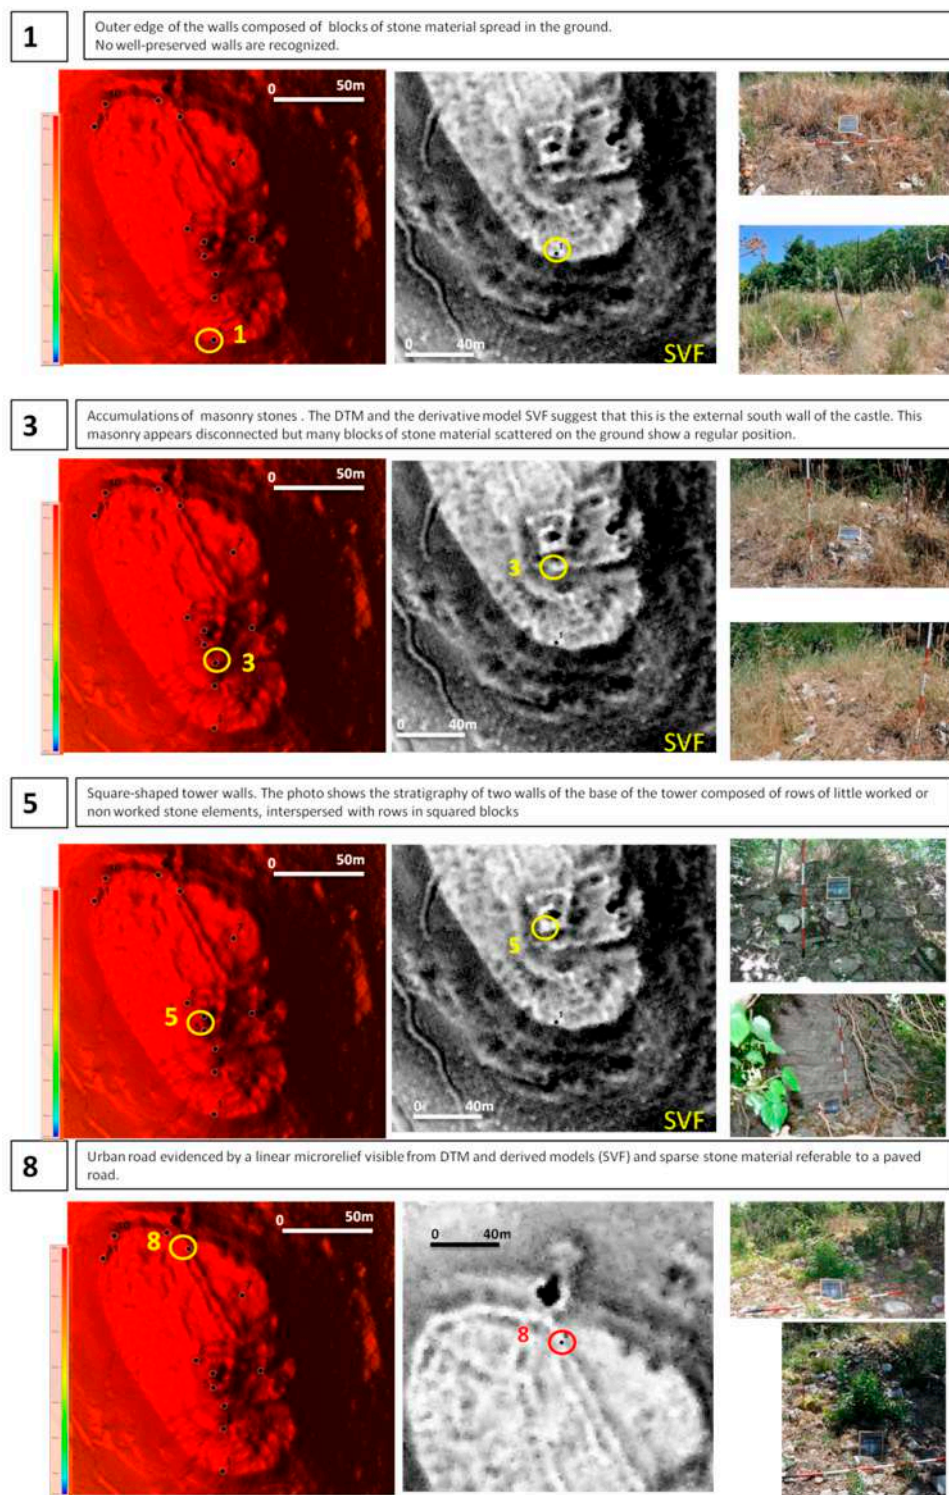 1
Outer edge of the walls composed of blocks of stone material spread in the ground.
No well-preserved walls are recognized.
0 50m
1
0 40m
SVF
3
Accumulations of masonry stones . The DTM and the derivative model SVF suggest that this is the external south wall of the castle. This
masonry appears disconnected but many blocks of stone material scattered on the ground show a regular position.
0 50m
3
3
0 40m
SVF
5
Square-shaped tower walls. The photo shows the stratigraphy of two walls of the base of the tower composed of rows of little worked or
non worked stone elements, interspersed with rows in squared blocks
0 50m
5
5
0 40m
SVF
8
Urban road evidenced by a linear microrelief visible from DTM and derived models (SVF) and sparse stone material referable to a paved
road.
0 50m
8
0 40m
8